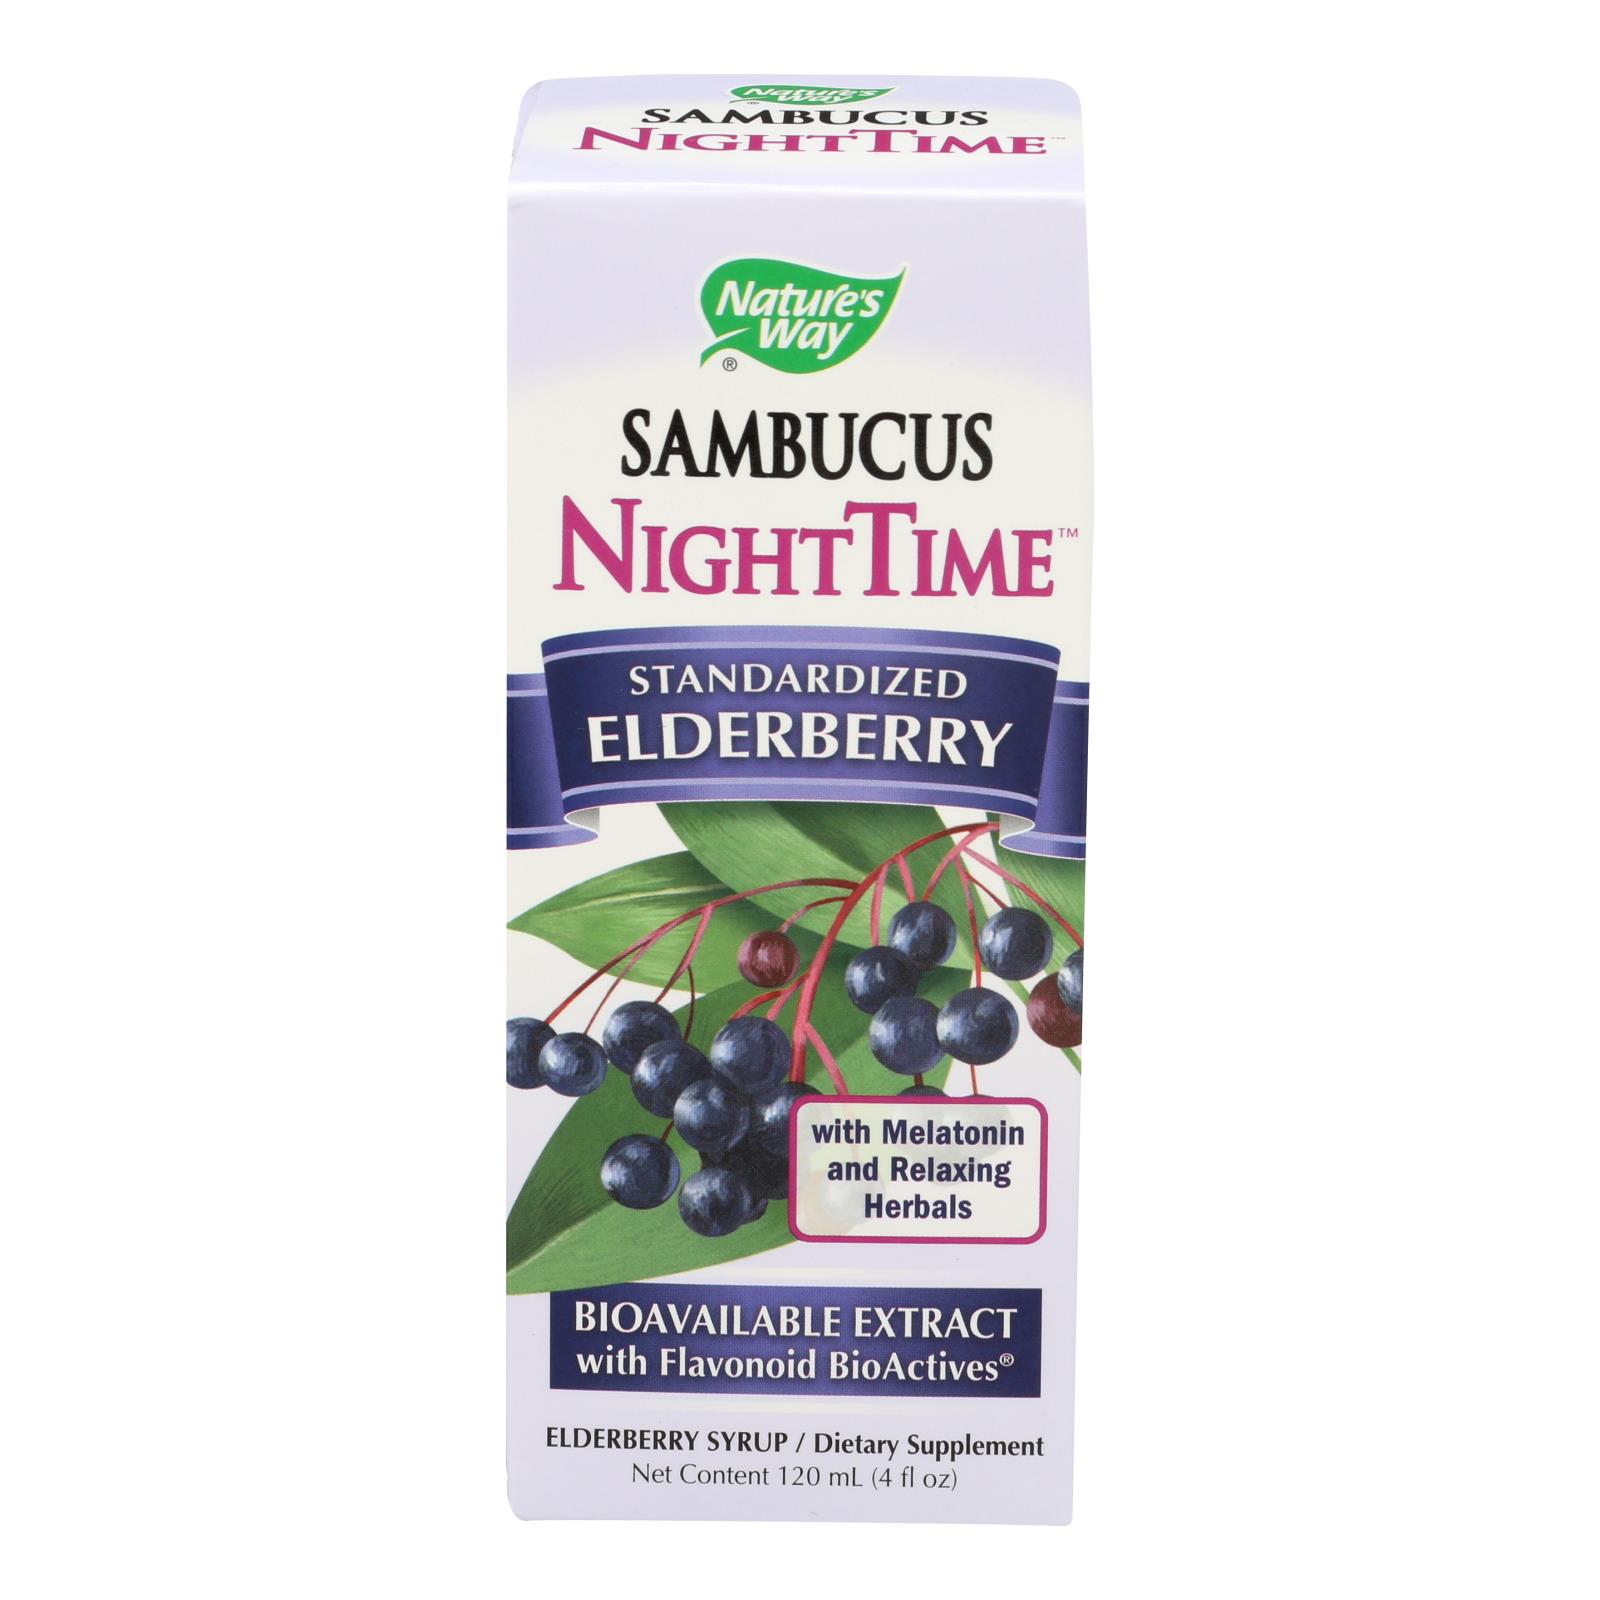 Nature's
Way
®
SAMBUCUS
NIGHTTIME™
Nature's
Way
®
SAMBUCUS
NIGHTTIME™
STANDARDIZED
ELDERBERRY
with Melatonin
and Relaxing
Herbals
BIOAVAILABLE EXTRACT
with Flavonoid BioActives®
ELDERBERRY SYRUP / Dietary Supplement
Net Content 120 mL (4 fl oz)